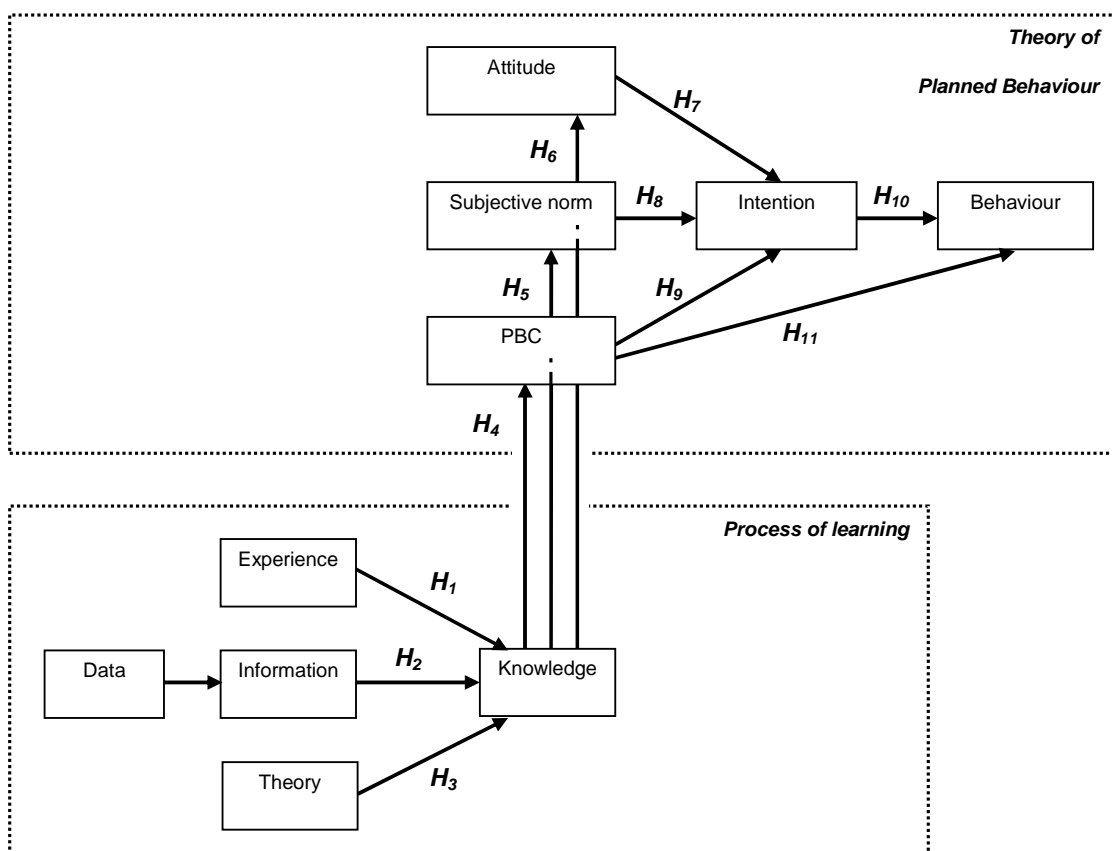 Theory of
Planned Behaviour
Attitude
H7
H6
Subjective norm
H8
Intention
H10
Behaviour
H5
H9
PBC
H11
H4
Process of learning
Experience
H1
Data
Information
H2
Knowledge
Theory
H3